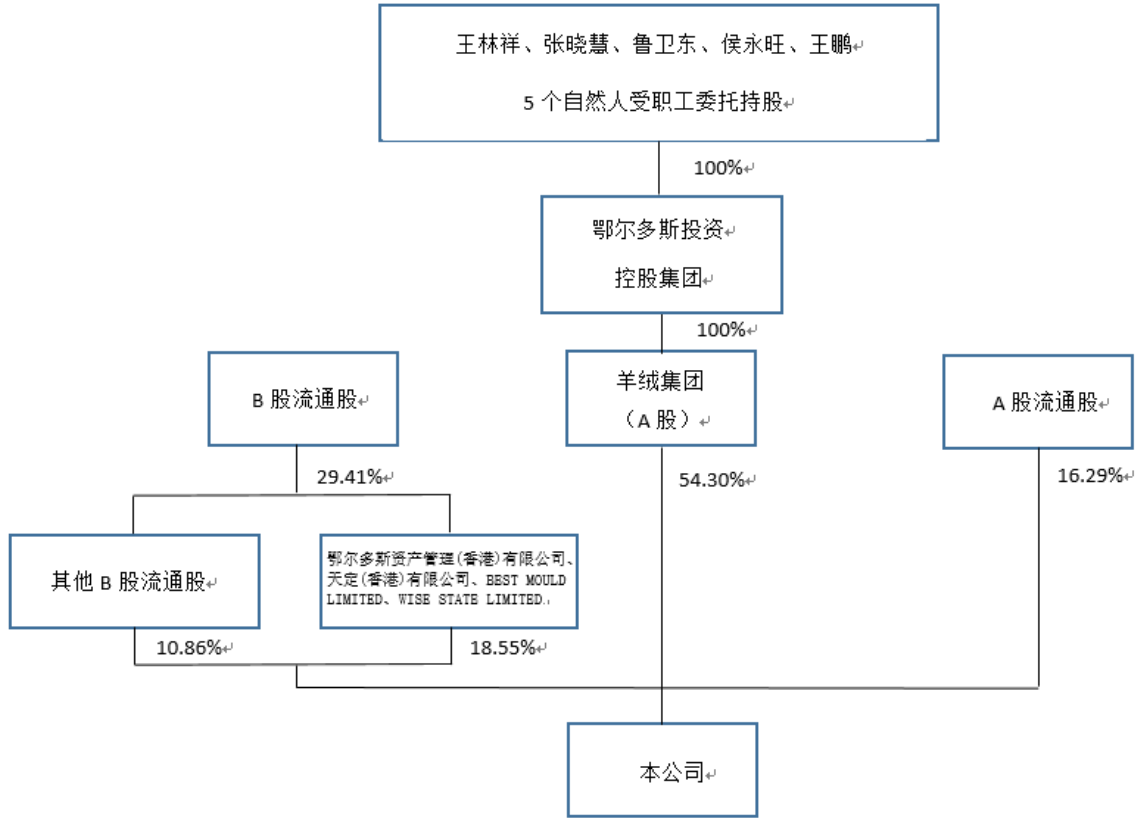 王林祥、张晓慧、鲁卫东、侯永旺、王鹏↵
5 个自然人受职工委托持股↵
100%↵
鄂尔多斯投资↵
控股集团↵
100%↵
B 股流通股↵
羊绒集团
（A 股）↵
A 股流通股↵
29.41%↵
54.30%↵
16.29%↵
其他 B 股流通股↵
鄂尔多斯资产管理(香港)有限公司、
天定(香港)有限公司、BEST MOULD
LIMITED、WISE STATE LIMITED.↵
10.86%↵
18.55%↵
本公司↵